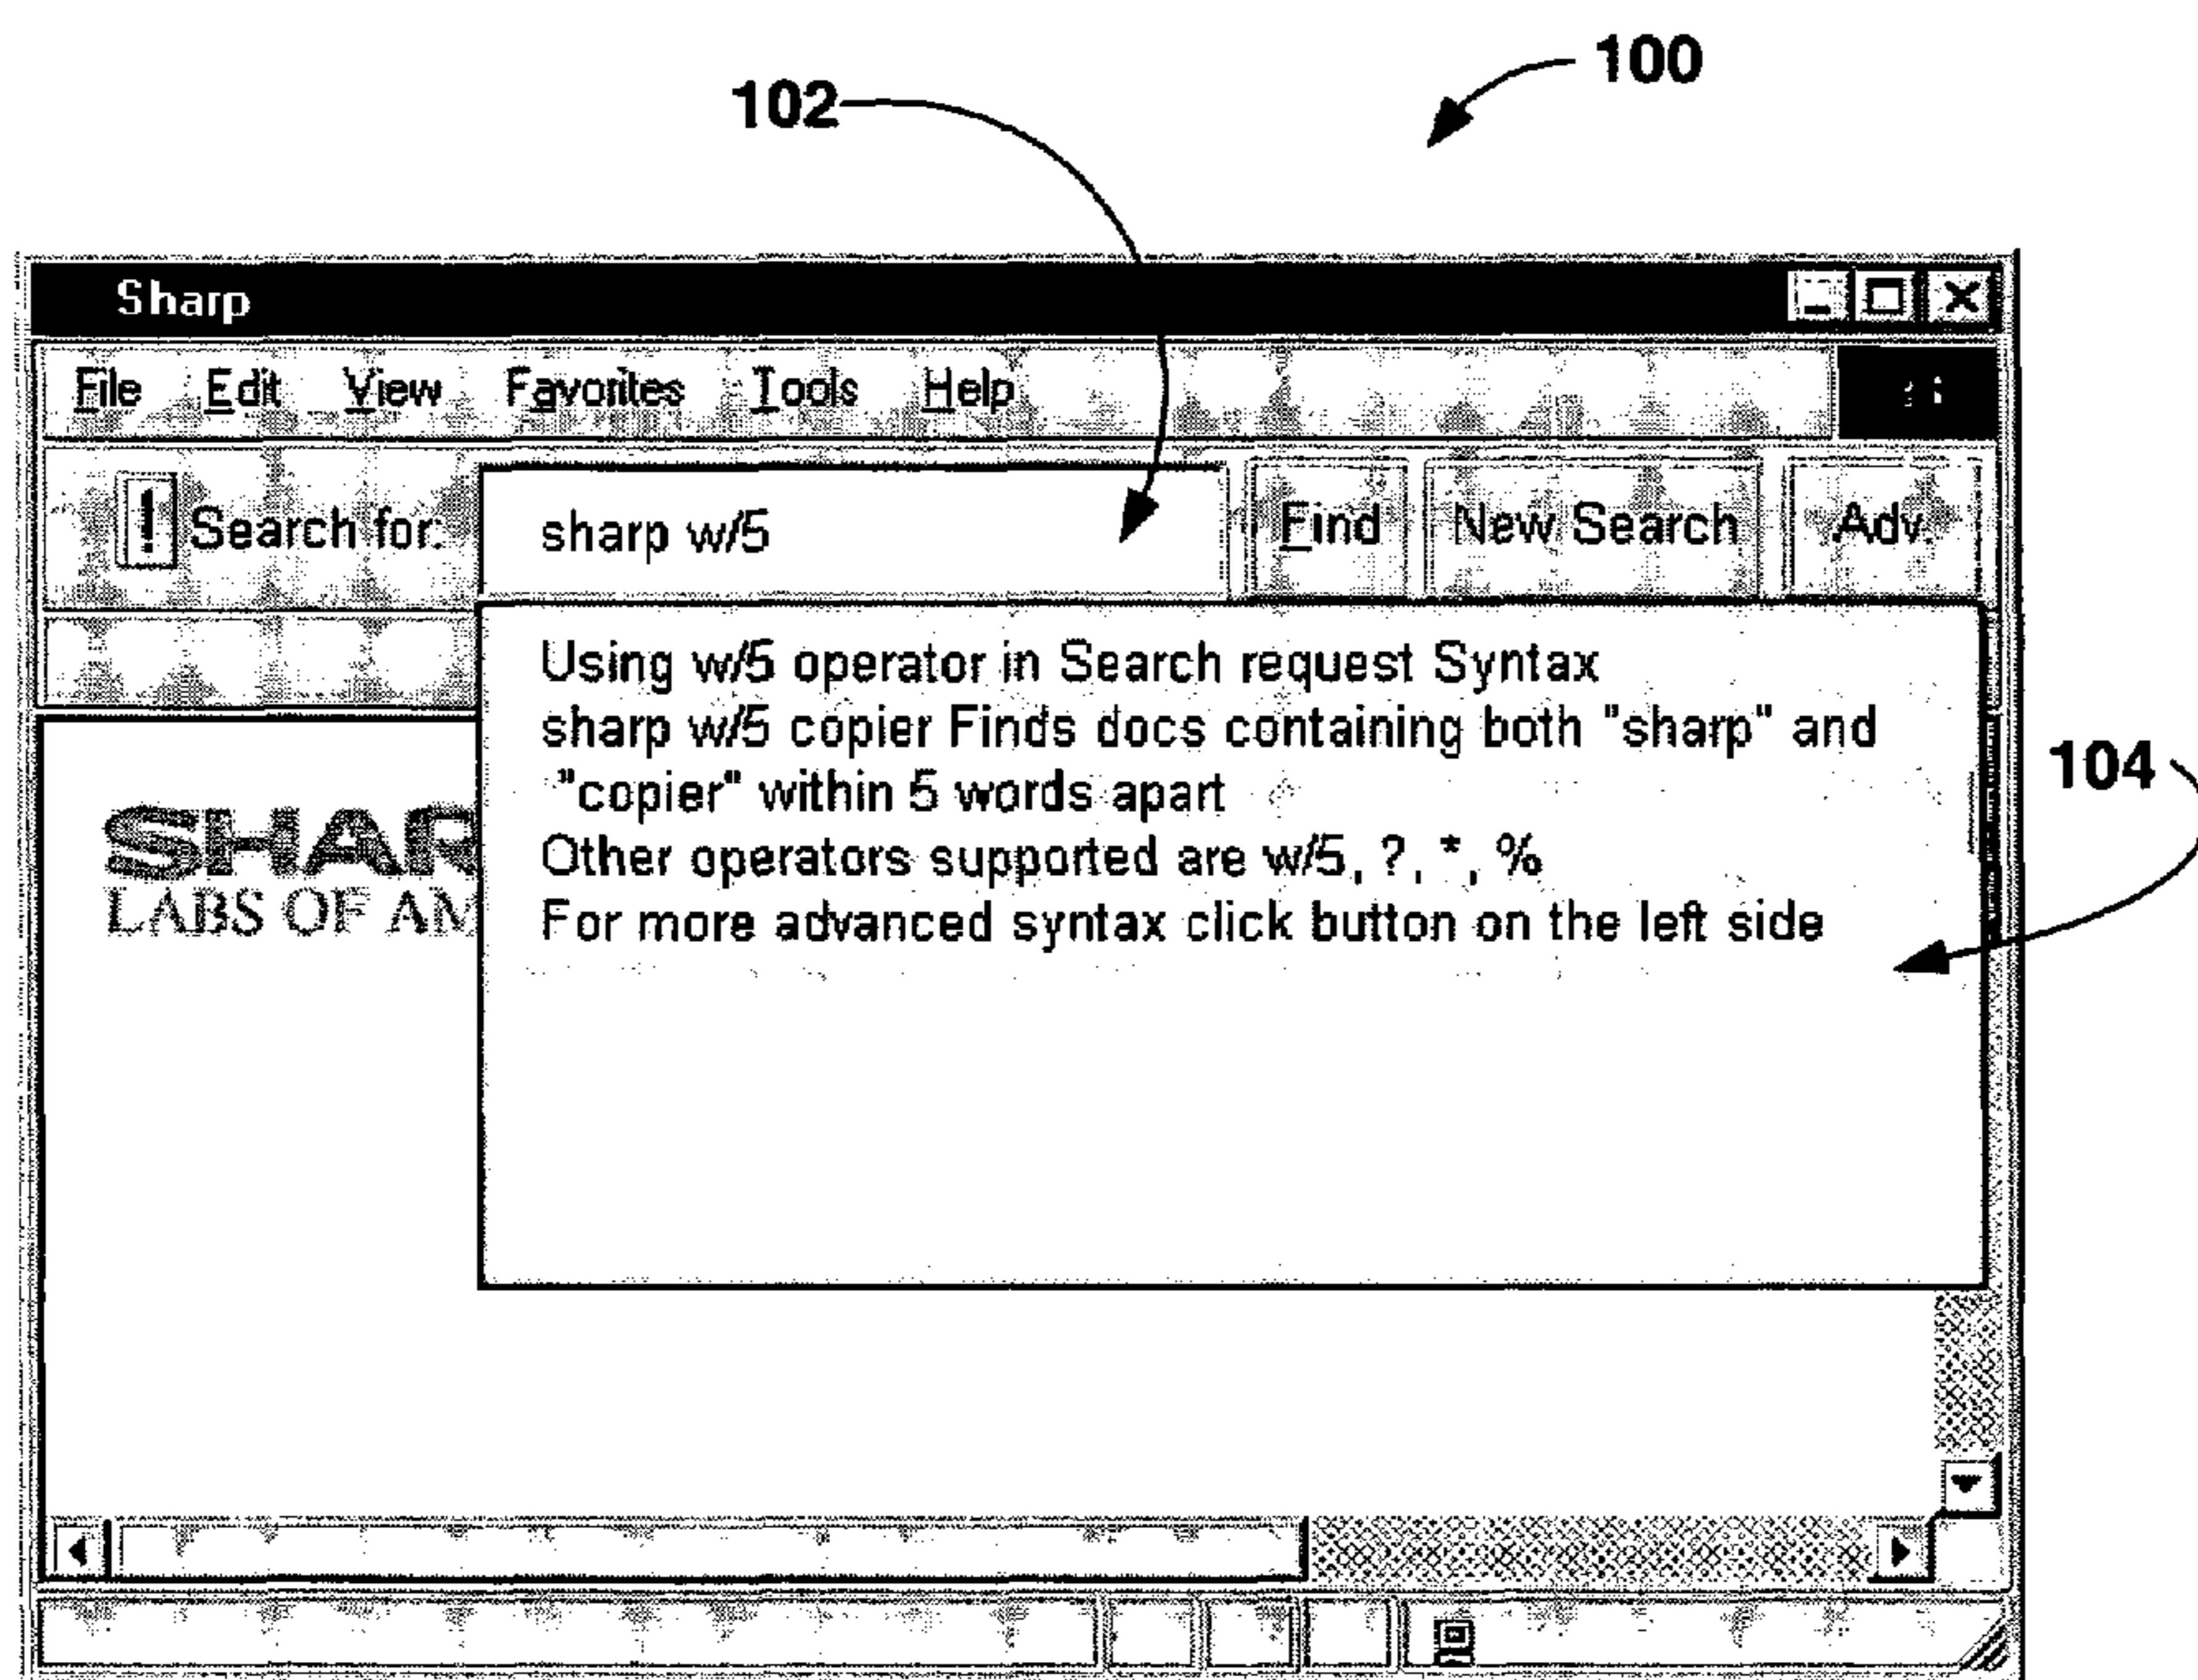 100
102
Sharp
File Edit View Favorites Tools Help
! Search for: sharp w/5 Find New Search Adv.
Using w/5 operator in Search request Syntax
sharp w/5 copier Finds docs containing both "sharp" and
"copier" within 5 words apart
104
Other operators supported are w/5, ?, *, %
For more advanced syntax click button on the left side
SHAR
LABS OF AM